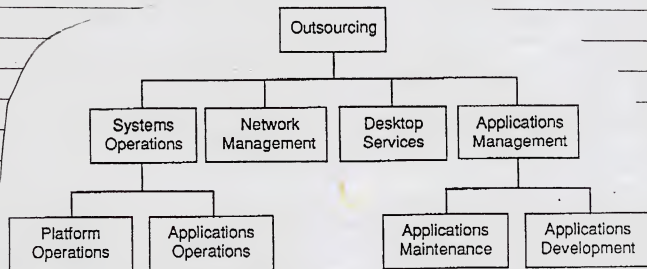 Outsourcing
Systems
Operations
Network
Management
Desktop
Services
Applications
Management
Platform
Operations
Applications
Operations
Applications
Maintenance
Applications
Development